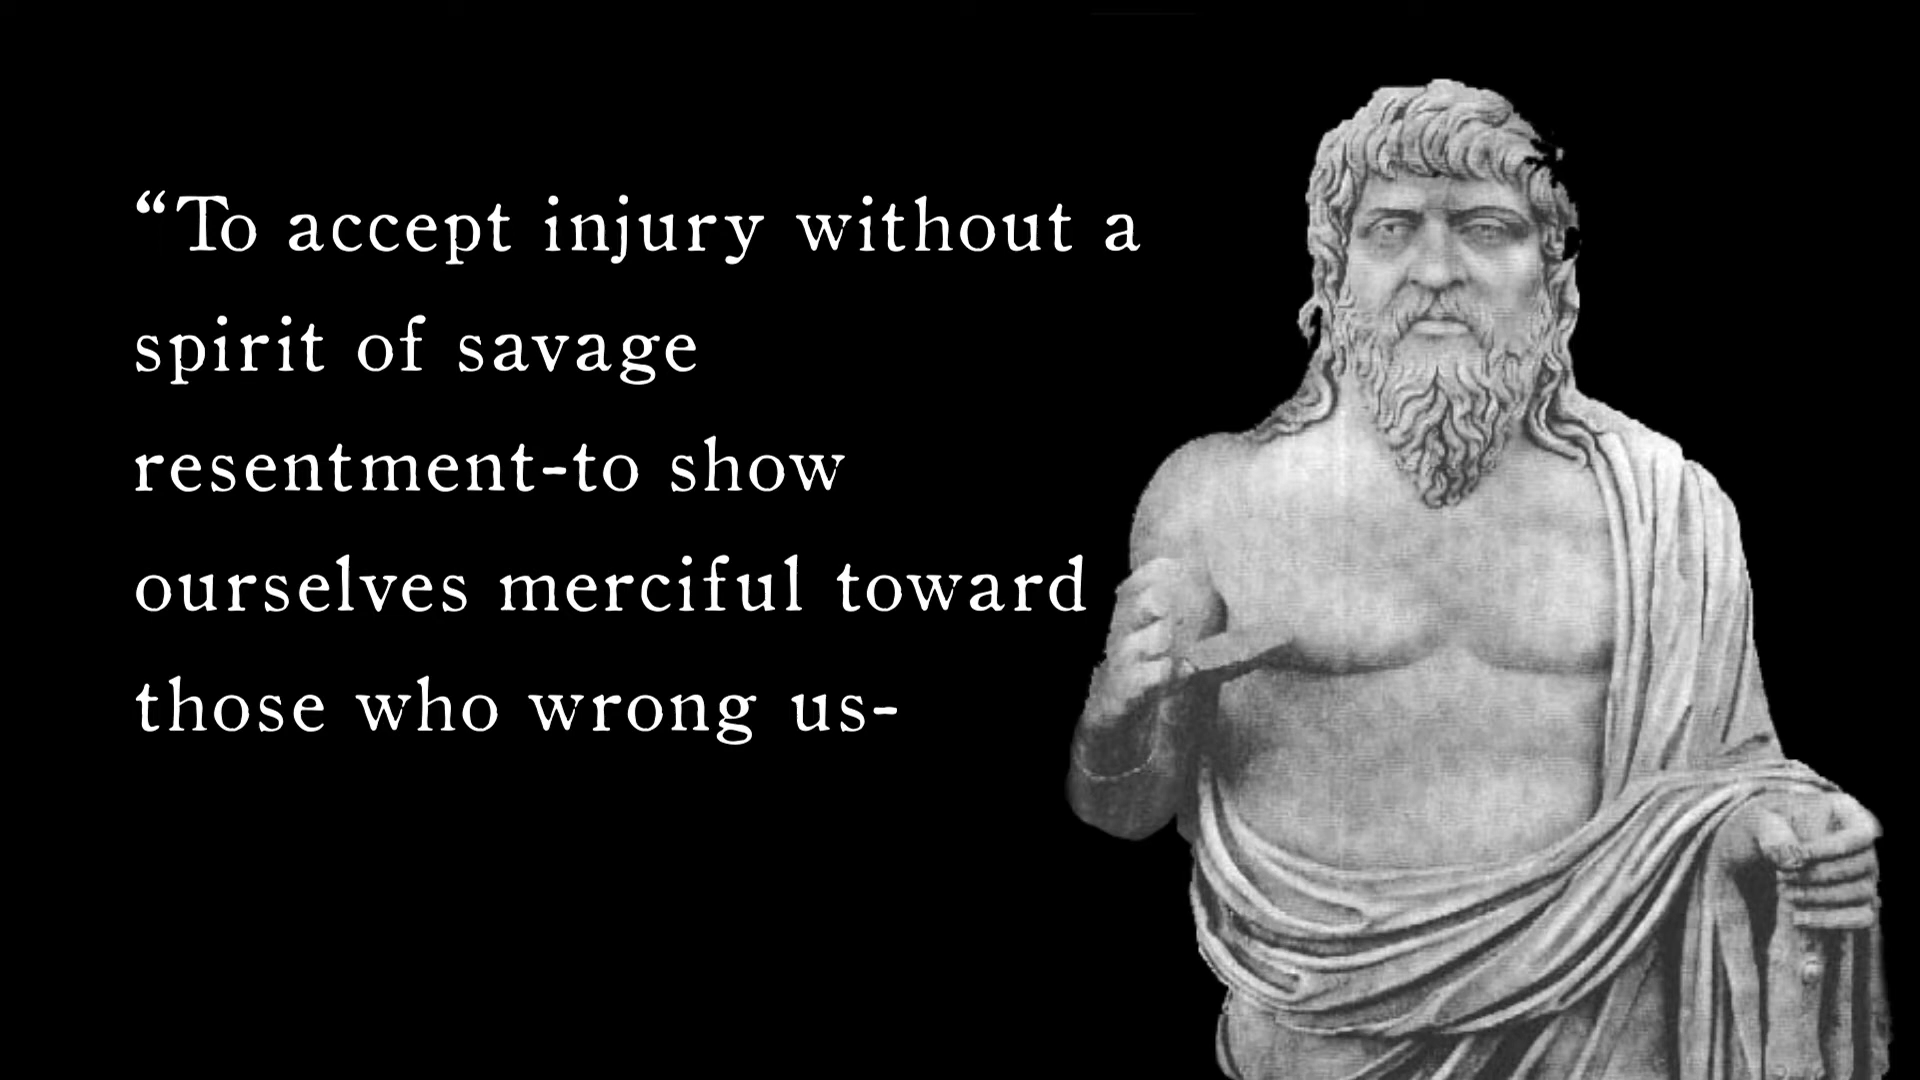 “To accept injury without a
spirit of savage
resentment-to show
ourselves merciful toward
those who wrong us-